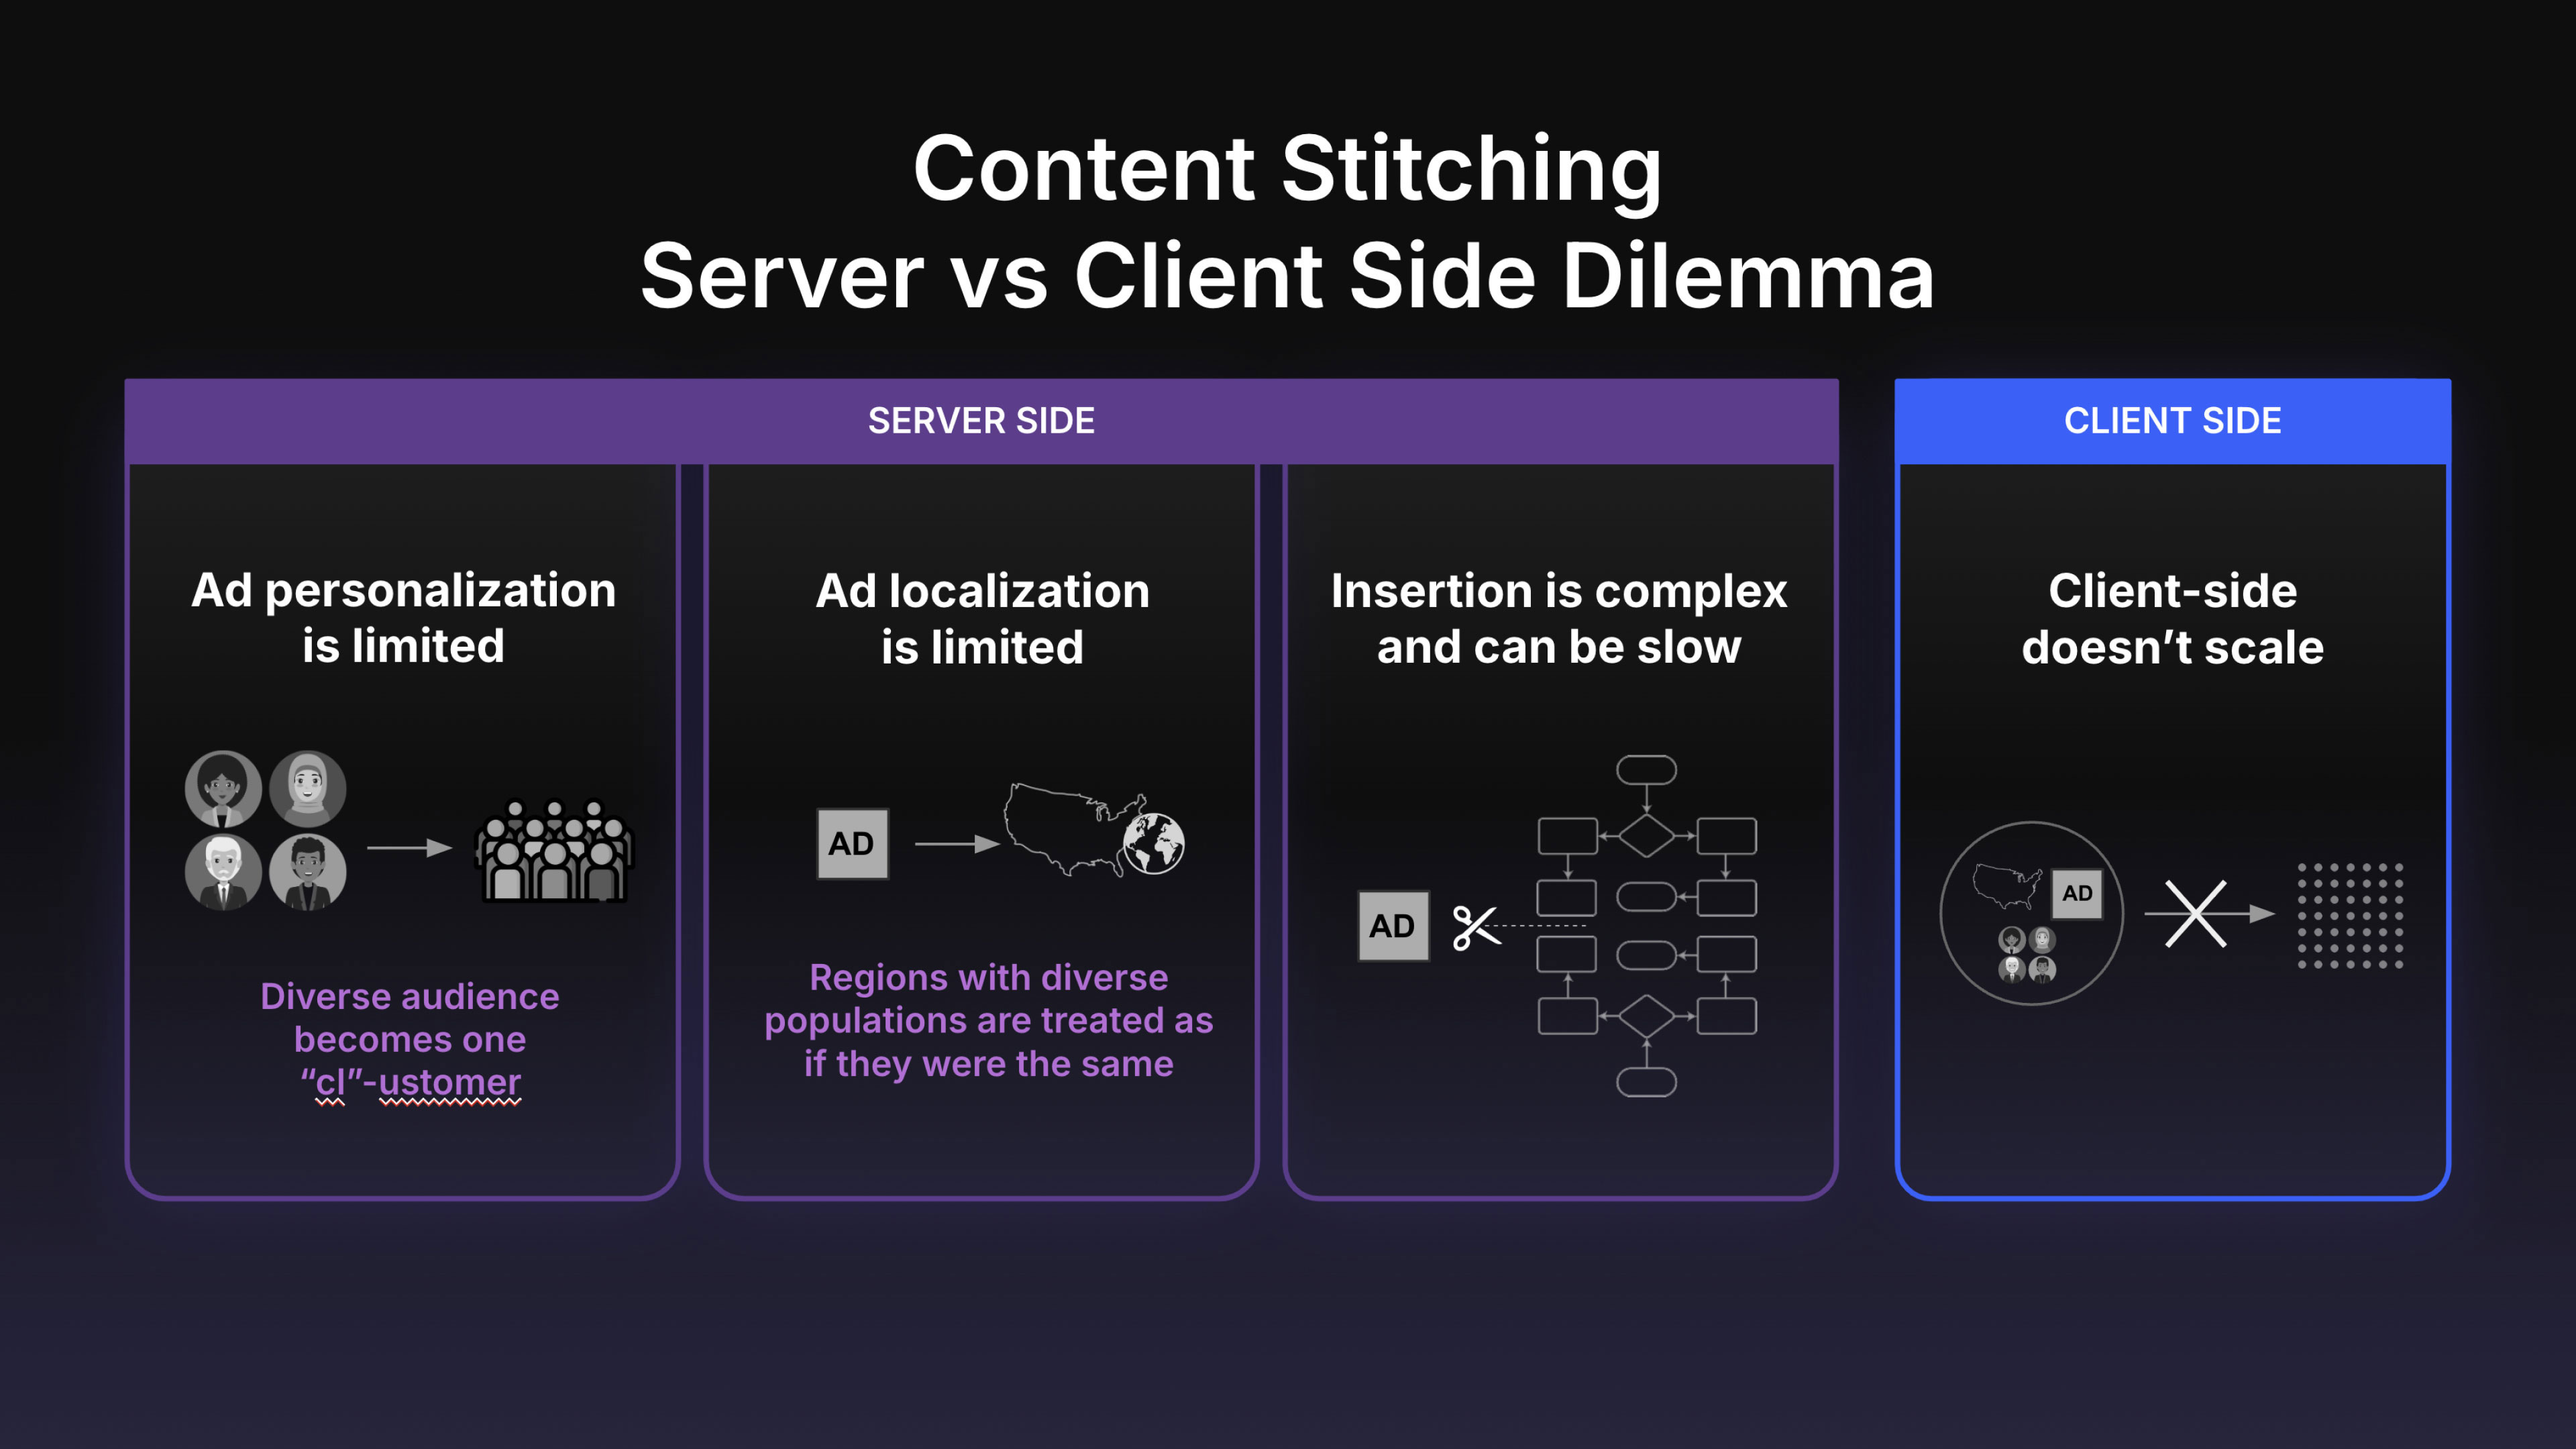 Content Stitching
Server vs Client Side Dilemma
SERVER SIDE
CLIENT SIDE
Ad personalization
is limited
Diverse audience
becomes one
“cl”-ustomer
Ad localization
is limited
AD
Regions with diverse
populations are treated as
if they were the same
Insertion is complex
and can be slow
AD
Client-side
doesn’t scale
AD